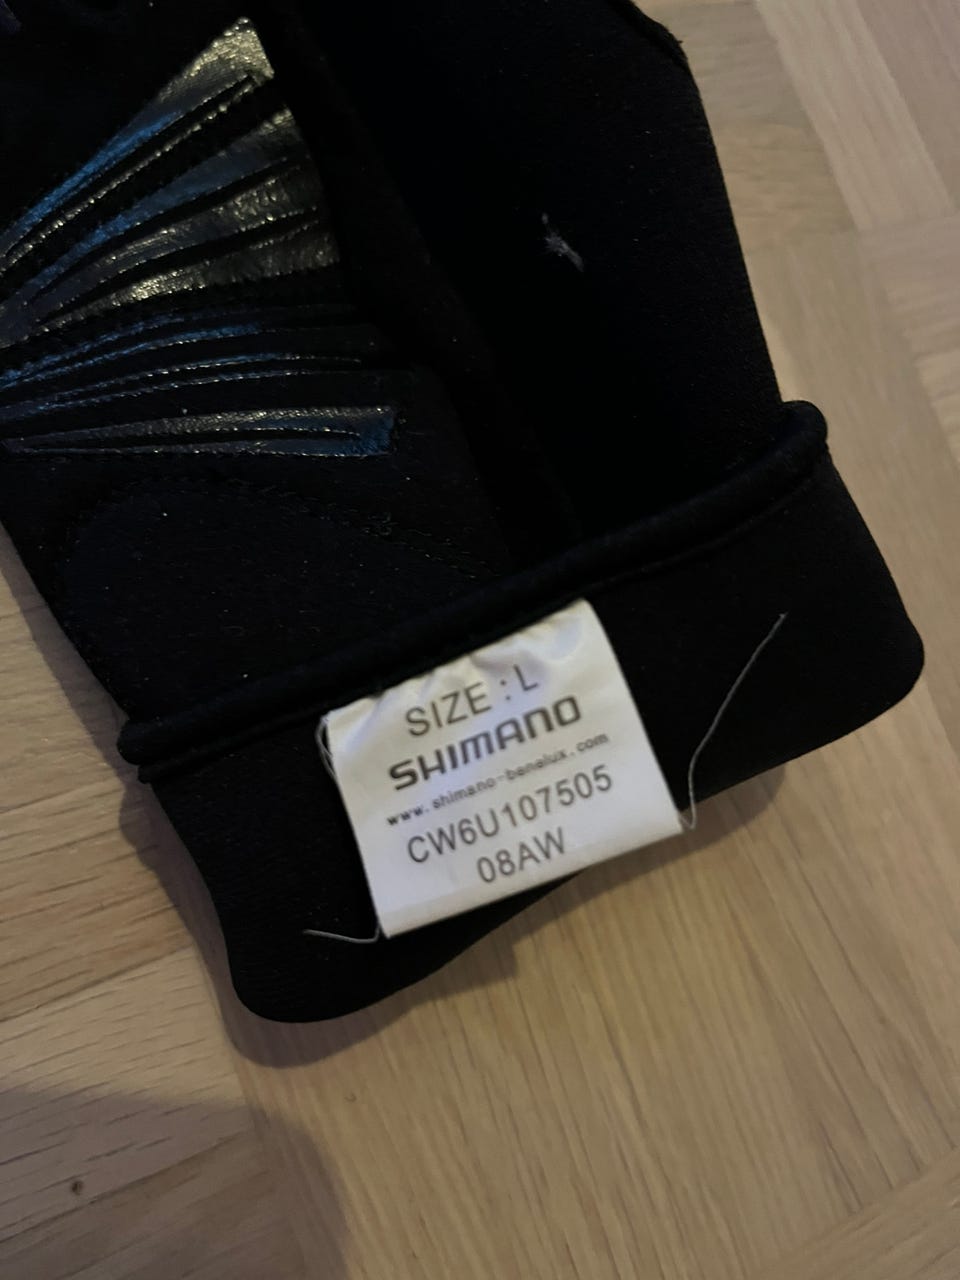 SIZE : L
SHIMANO
www.shimano-benelux.com
CW6U107505
08AW